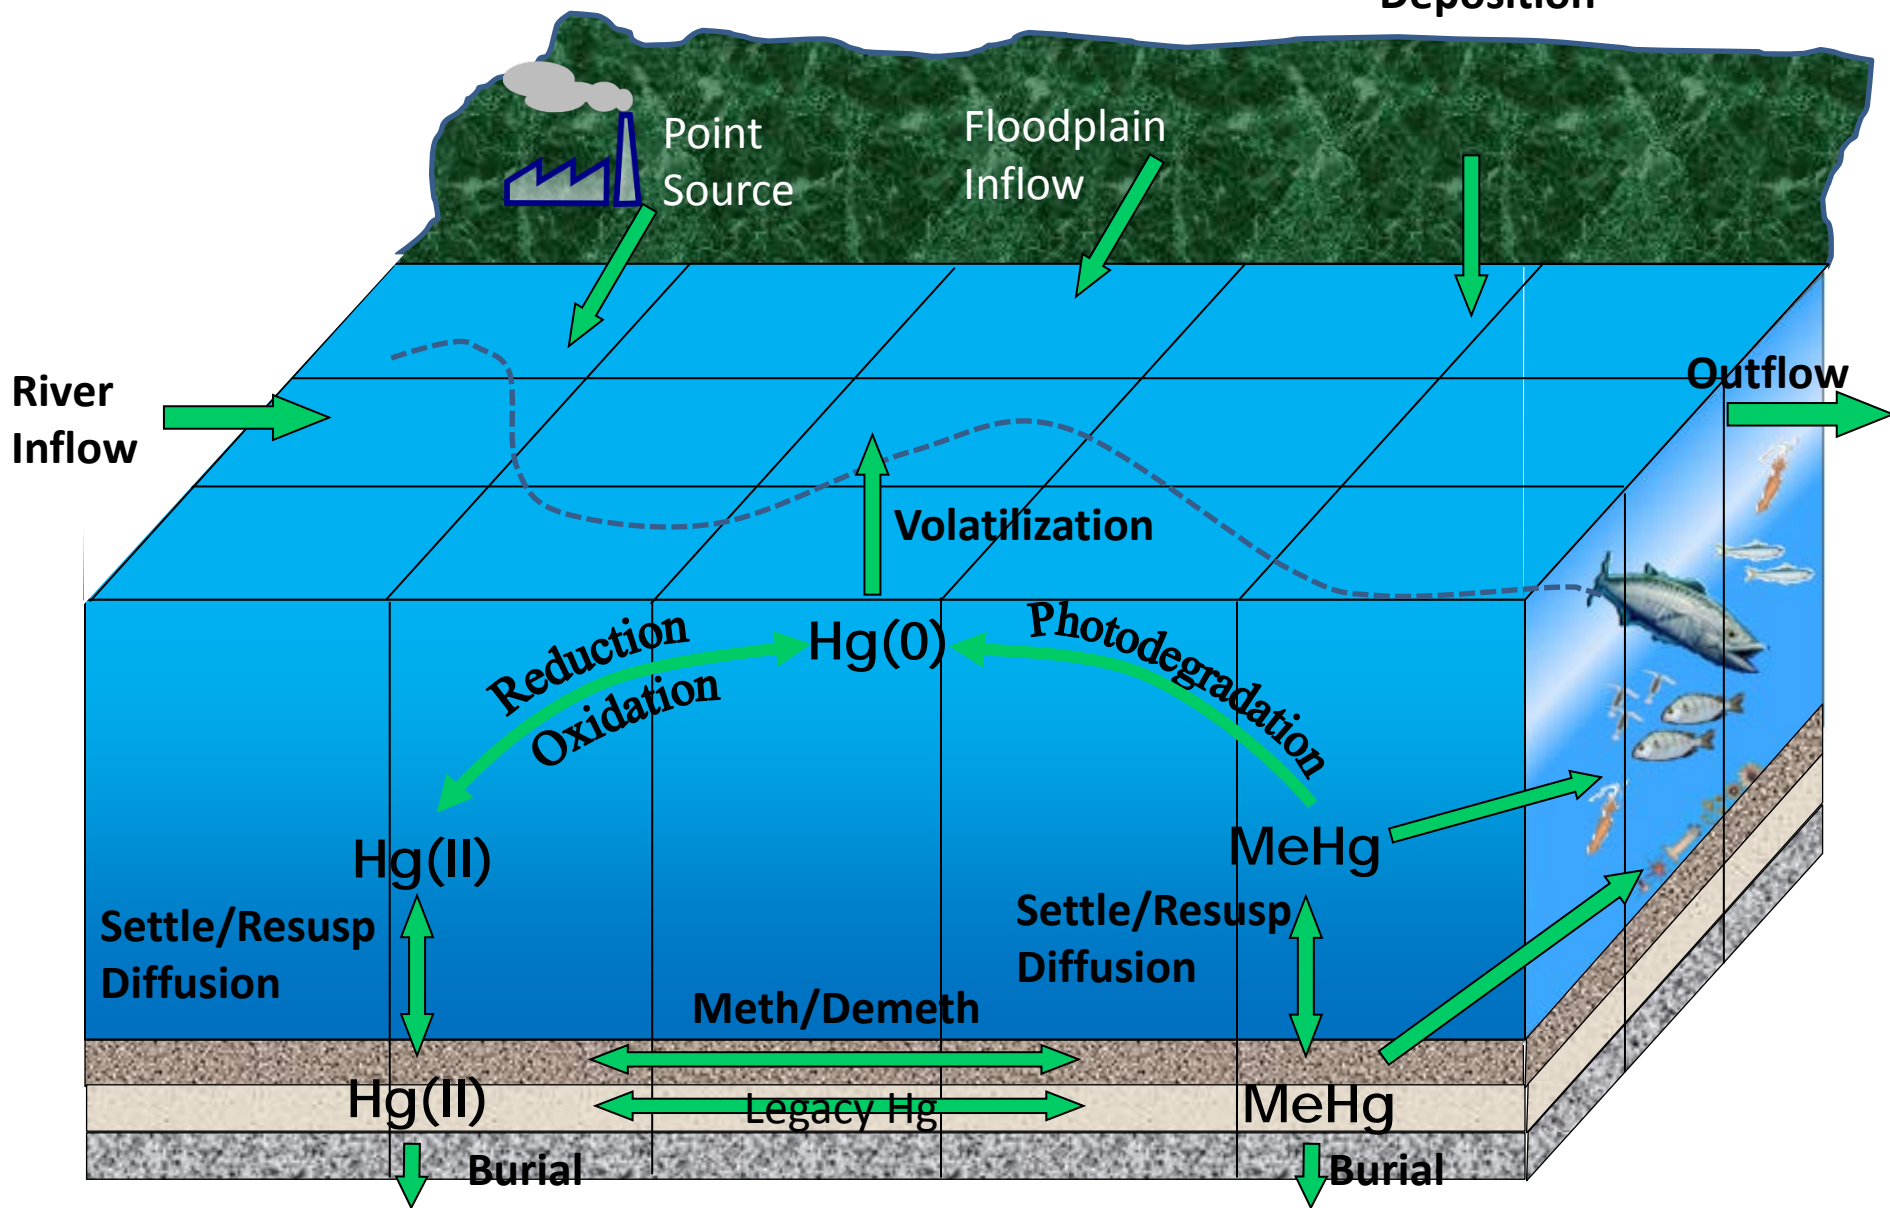 Deposition
Point
Source
Floodplain
Inflow
River
Inflow
Outflow
Volatilization
Reduction
Oxidation
Hg(0)
Photodegradation
Hg(II)
MeHg
Settle/Resusp
Diffusion
Settle/Resusp
Diffusion
Meth/Demeth
Hg(II)
Legacy Hg
MeHg
Burial
Burial